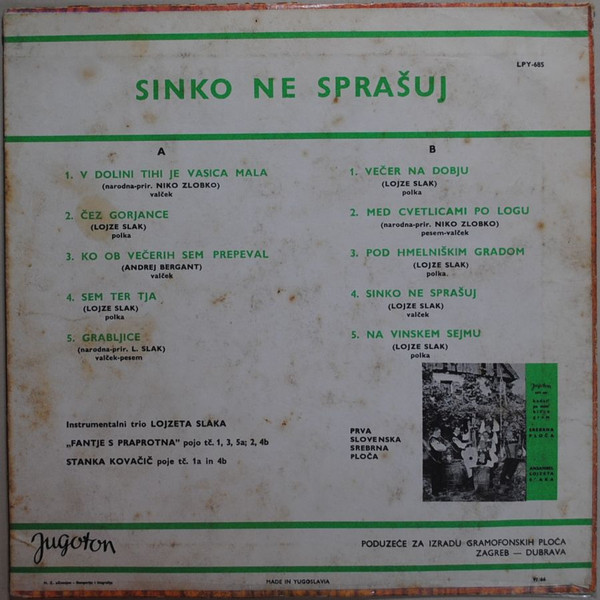 LPY-685
SINKO NE SPRAŠUJ
A
1. V DOLINI TIHI JE VASICA MALA
(narodna-prir. NIKO ZLOBKO)
valček
2. ČEZ GORJANCE
(LOJZE SLAK)
polka
3. KO OB VEČERIH SEM PREPEVAL
(ANDREJ BERGANT)
valček
4. SEM TER TJA
(LOJZE SLAK)
polka
5. GRABLJICE
(narodna-prir. L. SLAK)
valček-pesem
B
1. VEČER NA DOBJU
(LOJZE SLAK)
polka
2. MED CVETLICAMI PO LOGU
(narodna-prir. NIKO ZLOBKO)
pesem-valček
3. POD HMELNIŠKIM GRADOM
(LOJZE SLAK)
polka.
4. SINKO NE SPRAŠUJ
(LOJZE SLAK)
valček
5. NA VINSKEM SEJMU
(LOJZE SLAK)
polka
Instrumentalni trio LOJZETA SLAKA
„FANTJE S PRAPROTNA" pojo tč. 1, 3, 5a; 2, 4b
STANKA KOVAČIČ poje tč. 1a in 4b
PRVA
SLOVENSKA
SREBRNA
PLOČA
SREBRNA
PLOČA
Jugoton
PODUZEĆE ZA IZRADU GRAMOFONSKIH PLOČA
ZAGREB — DUBRAVA
MADE IN YUGOSLAVIA